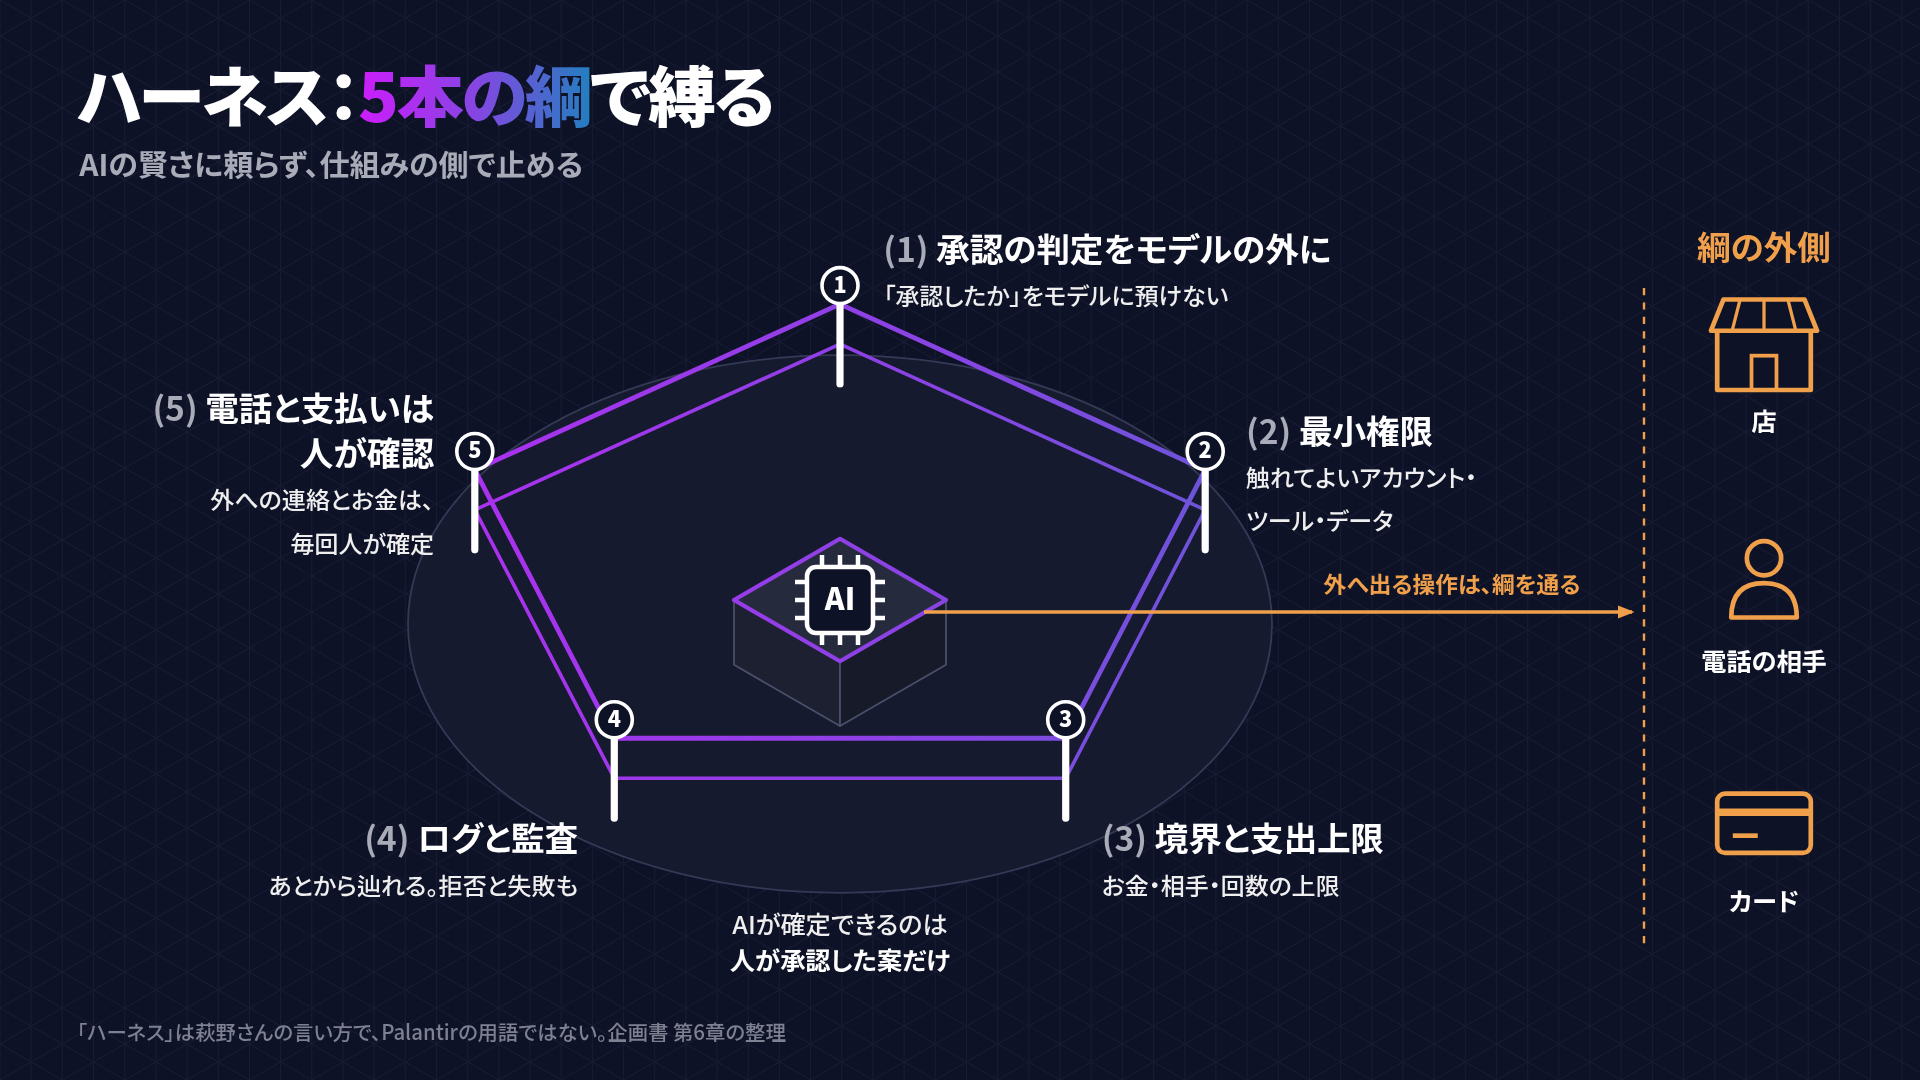 ハーネス：5本の綱で縛る
AIの賢さに頼らず、仕組みの側で止める
(1) 承認の判定をモデルの外に
「承認したか」をモデルに預けない
1
(5) 電話と支払いは
人が確認
外への連絡とお金は、
毎回人が確定
5
2
(2) 最小権限
触れてよいアカウント・
ツール・データ
AI
外へ出る操作は、綱を通る
4
3
(4) ログと監査
あとから辿れる。拒否と失敗も
(3) 境界と支出上限
お金・相手・回数の上限
AIが確定できるのは
人が承認した案だけ
綱の外側
店
電話の相手
カード
「ハーネス」は萩野さんの言い方で、Palantirの用語ではない。企画書 第6章の整理